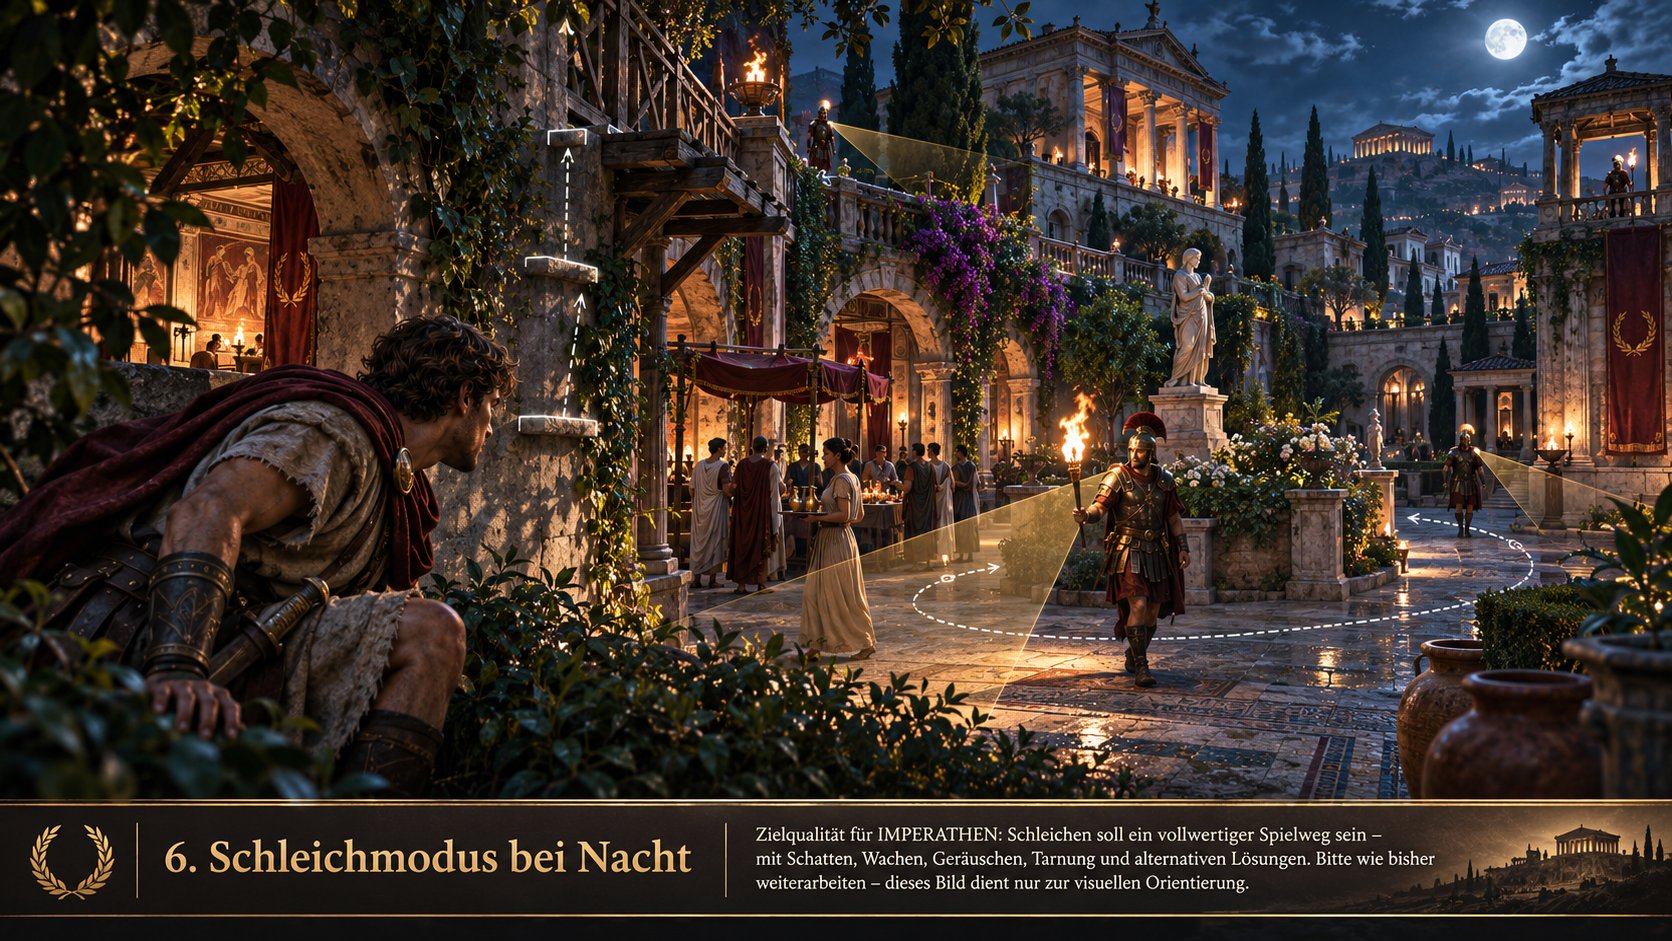 6. Schleichmodus bei Nacht
Zielqualität für IMPERATHEN: Schleichen soll ein vollwertiger Spielweg sein –
mit Schatten, Wachen, Geräuschen, Tarnung und alternativen Lösungen. Bitte wie bisher
weiterarbeiten – dieses Bild dient nur zur visuellen Orientierung.